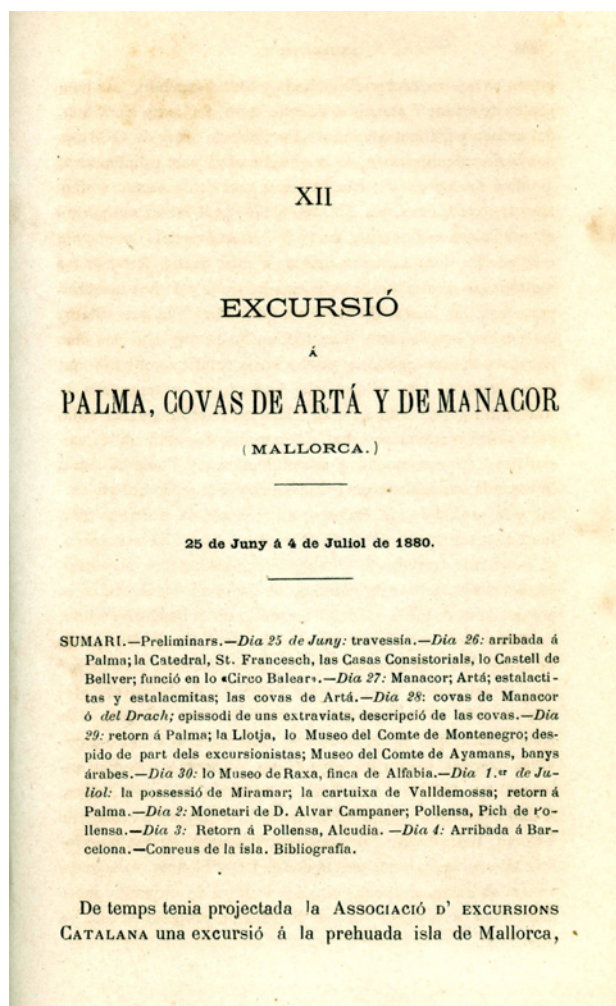 XII
EXCURSIÓ
Á
PALMA, COVAS DE ARTÁ Y DE MANACOR
(MALLORCA.)
25 de Juny á 4 de Juliol de 1880.
SUMARI.—Preliminars.—Dia 25 de Juny: travessía.—Dia 26: arribada á
Palma; la Catedral, St. Francesch, las Casas Consistorials, lo Castell de
Bellver; funció en lo «Circo Balear».—Dia 27: Manacor; Artá; estalacti-
tas y estalacmitas; las covas de Artá.—Dia 28: covas de Manacor
ó del Drach; epissodi de uns extraviats, descripció de las covas.—Dia
29: retorn á Palma; la Llotja, lo Museo del Comte de Montenegro; des-
pido de part dels excursionistas; Museo del Comte de Ayamans, banys
árabes.—Dia 30: lo Museo de Raxa, finca de Alfabia.—Dia 1.er de Ju-
liol: la possessió de Miramar; la cartuixa de Valldemossa; retorn á
Palma.—Dia 2: Monetari de D. Alvar Campaner; Pollensa, Pich de Po-
llensa.—Dia 3: Retorn á Pollensa, Alcudia. —Dia 4: Arribada á Bar-
celona.—Conreus de la isla. Bibliografía.
De temps tenia projectada la ASSOCIACIÓ D' EXCURSIONS
CATALANA una excursió á la prehuada isla de Mallorca,